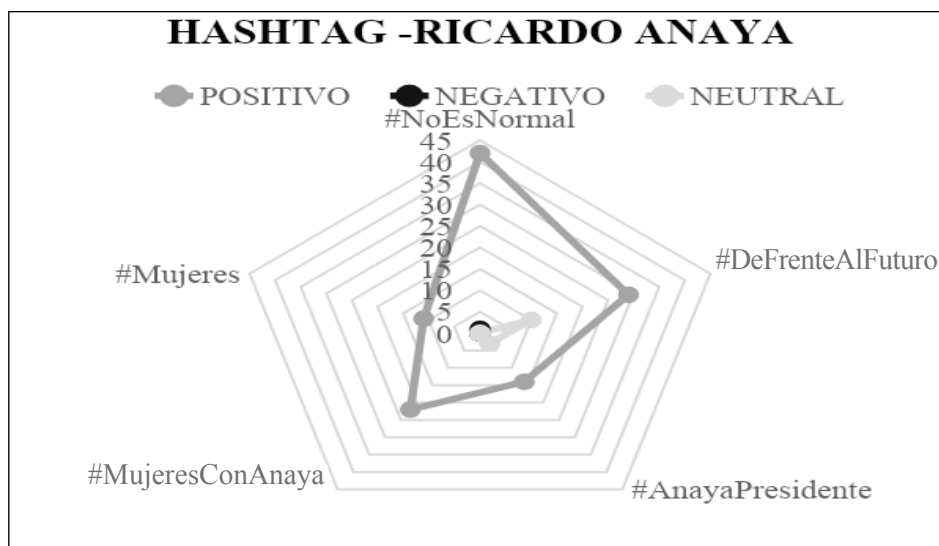 HASHTAG -RICARDO ANAYA
POSITIVO NEGATIVO NEUTRAL
#NoEsNormal
45
40
35
30
25
20
15
10
5
0
#DeFrenteAlFuturo
#Mujeres
#MujeresConAnaya
#AnayaPresidente